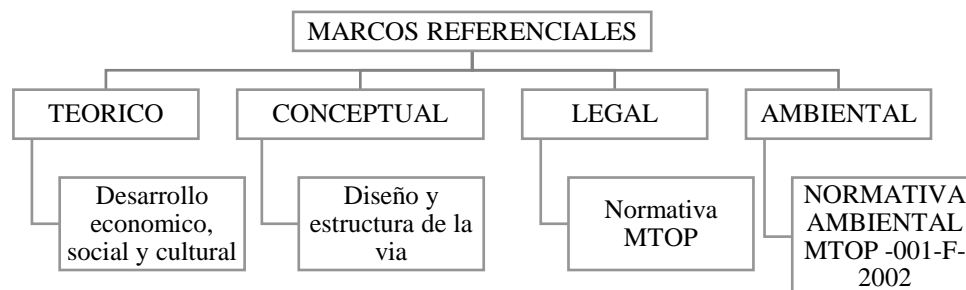 MARCOS REFERENCIALES
TEORICO
Desarrollo
economico,
social y cultural
CONCEPTUAL
Diseño y
estructura de la
via
LEGAL
Normativa
MTOP
AMBIENTAL
NORMATIVA
AMBIENTAL
MTOP -001-F-
2002